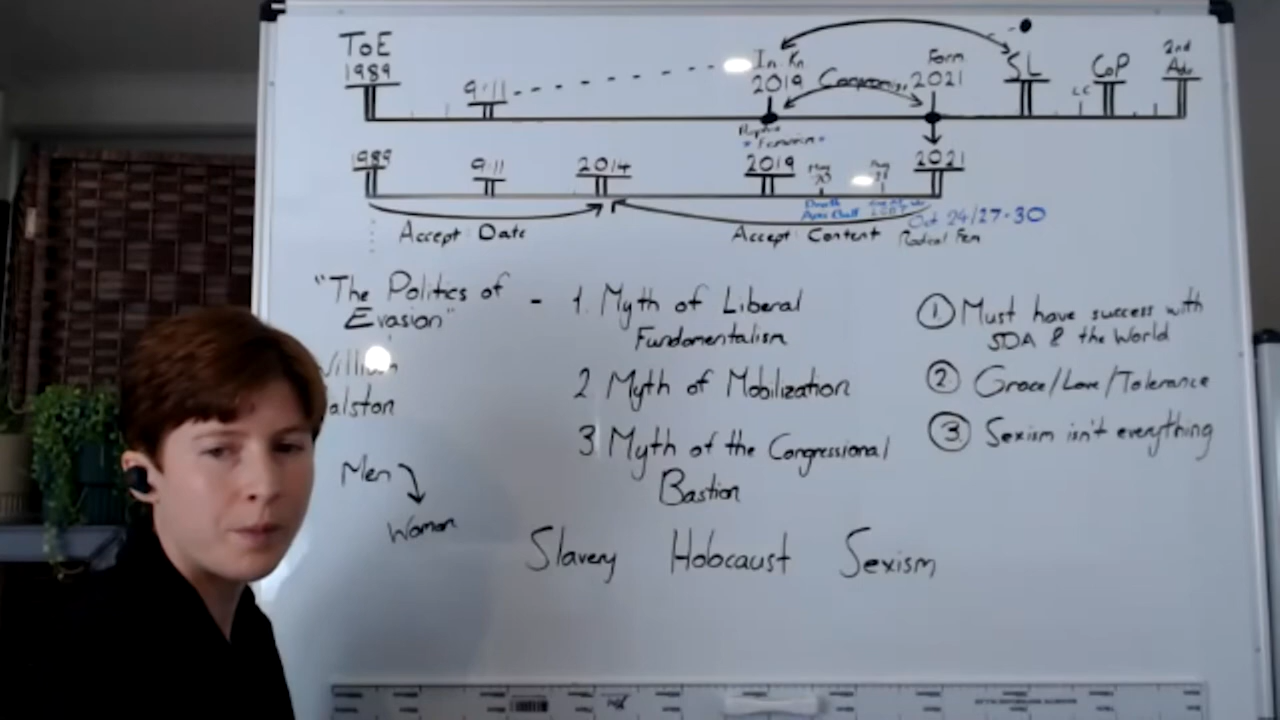 ToE
1989
9·11
In Kn
2019
Compromise
Form
2021
SL
LC
CoP
2nd
Adv
1989
9·11
2014
2019
2021
Accept Date
Accept Content
Oct 24/27-30
Radical Fem
"The Politics of
Evasion"
- 1. Myth of Liberal
Fundamentalism
2 Myth of Mobilization
3 Myth of the Congressional
Bastion
① Must have success with
SDA & the World
② Grace/Love/Tolerance
③ Sexism isn't everything
Men
Women
Slavery Holocaust Sexism